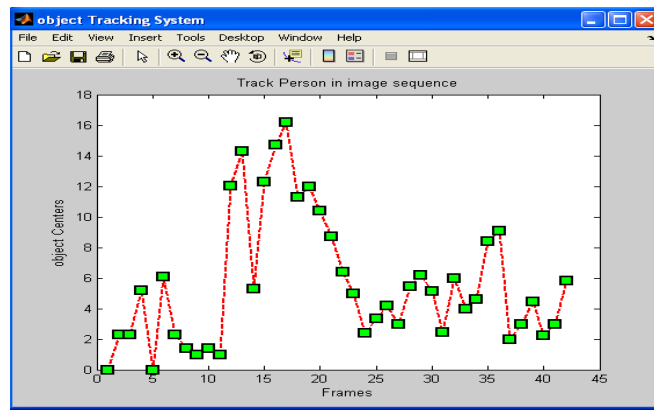 object Tracking System
File Edit View Insert Tools Desktop Window Help
Track Person in image sequence
18
16
14
12
10
8
6
4
2
0
object Centers
0 5 10 15 20 25 30 35 40 45
Frames